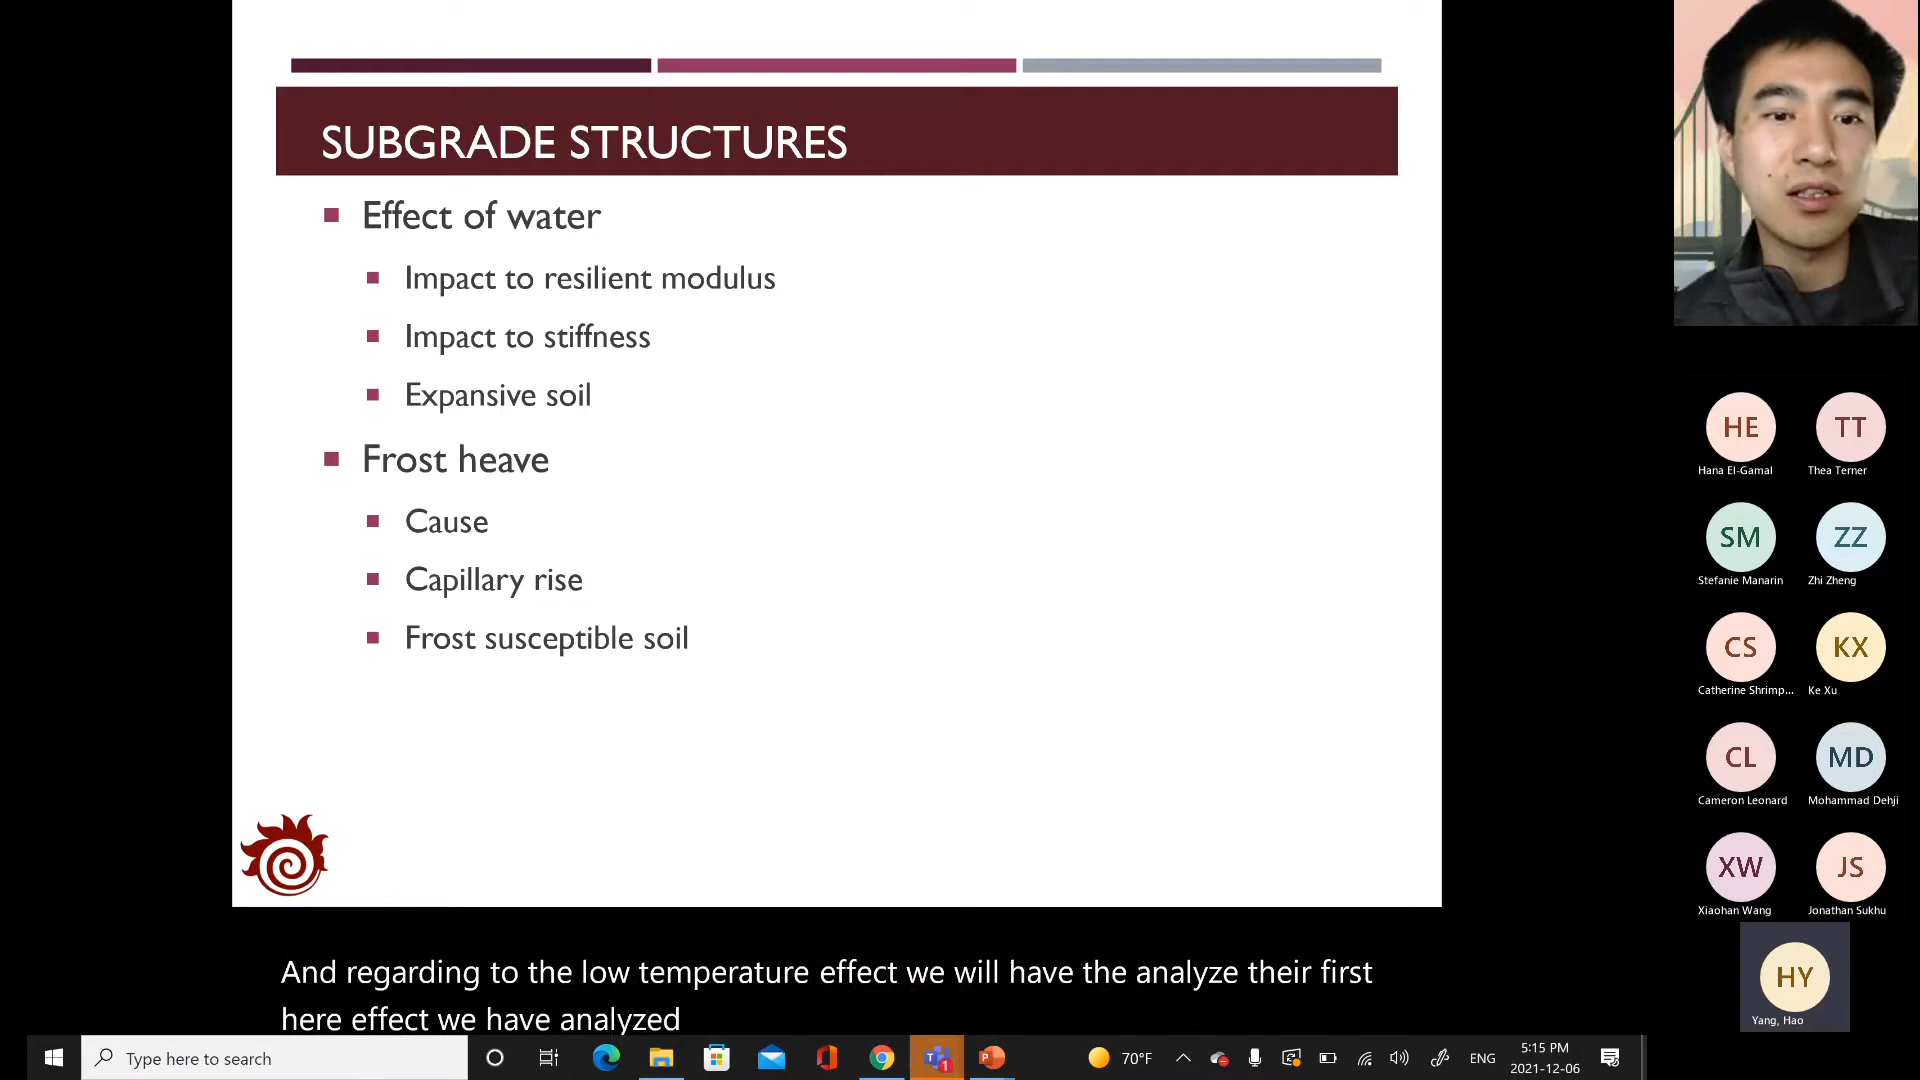 SUBGRADE STRUCTURES
Effect of water
Impact to resilient modulus
Impact to stiffness
Expansive soil
Frost heave
Cause
Capillary rise
Frost susceptible soil
And regarding to the low temperature effect we will have the analyze their first
here effect we have analyzed
HE
TT
Hana El-Gamal
Thea Terner
SM
ZZ
Stefanie Manarin
Zhi Zheng
CS
KX
Catherine Shrimp...
Ke Xu
CL
MD
Cameron Leonard
Mohammad Dehji
XW
JS
Xiaohan Wang
Jonathan Sukhu
HY
Yang, Hao
Type here to search
T
1
P
70°F
ENG
5:15 PM
2021-12-06